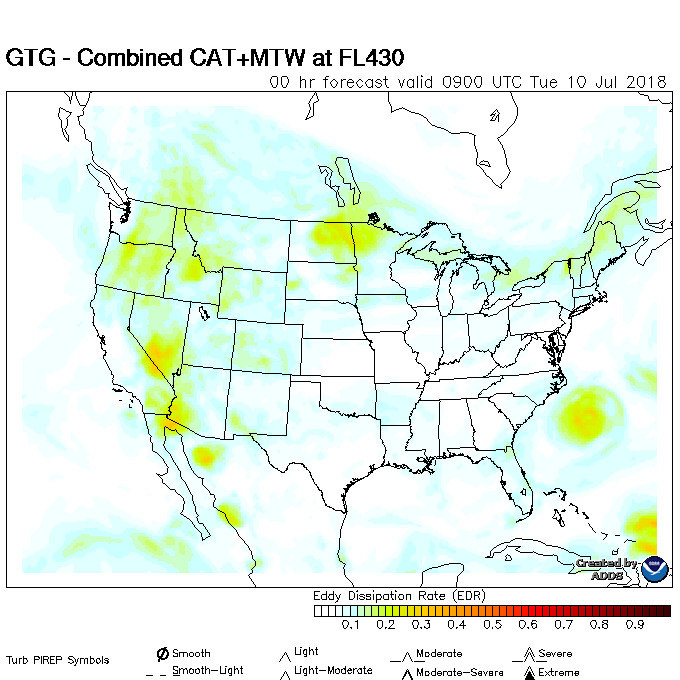 GTG - Combined CAT+MTW at FL430
00 hr forecast valid 0900 UTC Tue 10 Jul 2018
Created by
ADDS
Eddy Dissipation Rate (EDR)
0.1 0.2 0.3 0.4 0.5 0.6 0.7 0.8 0.9
Turb PIREP Symbols
Smooth Light Moderate Severe
Smooth-Light Light-Moderate Moderate-Severe Extreme